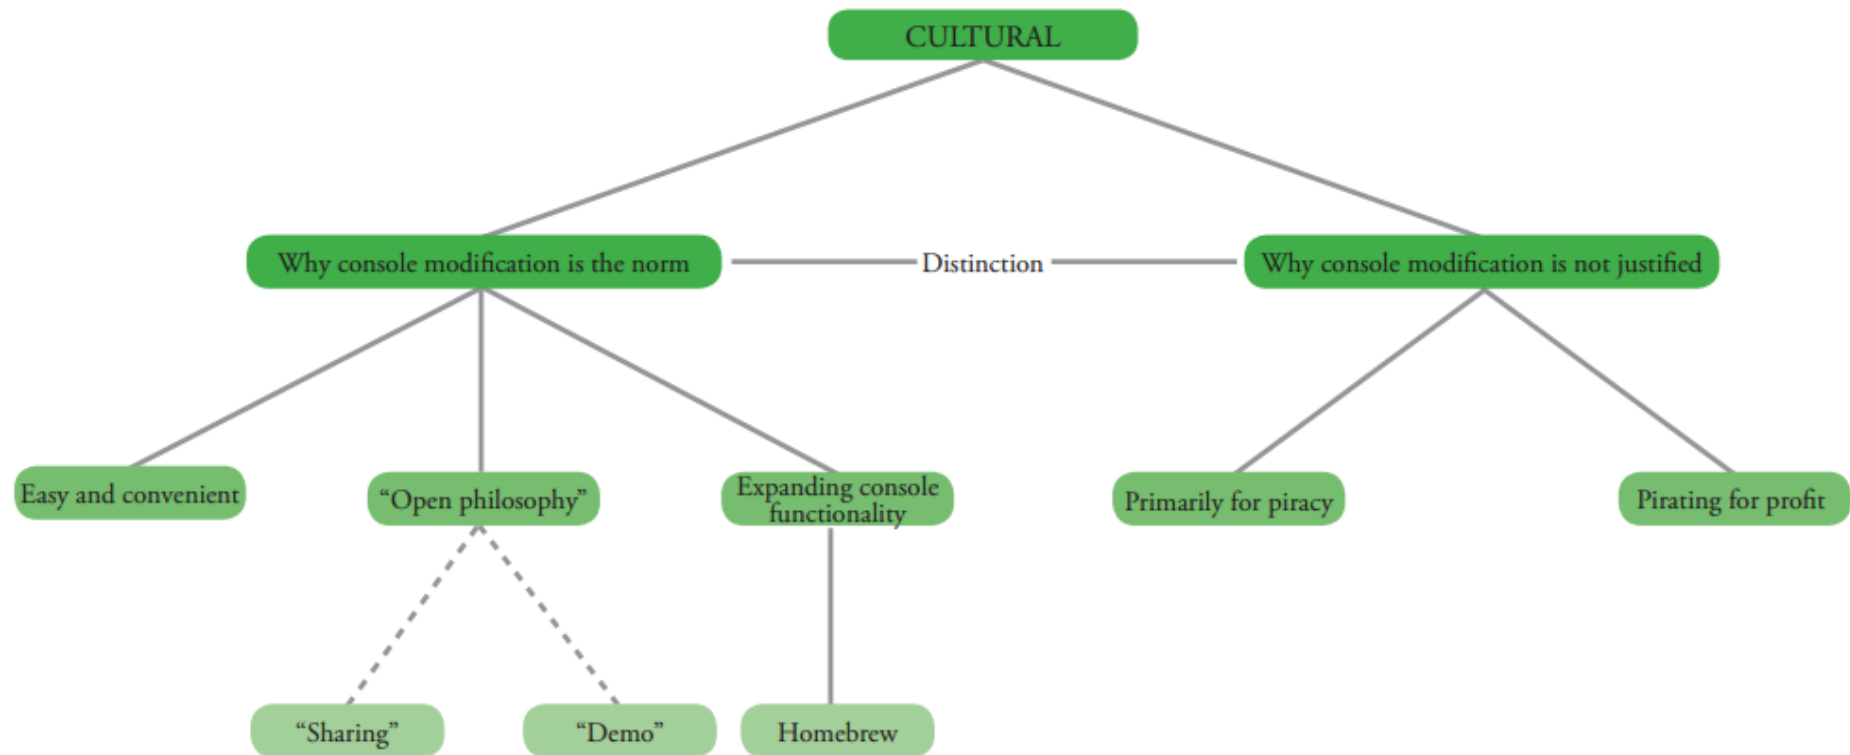 CULTURAL
Why console modification is the norm
Distinction
Why console modification is not justified
Easy and convenient
“Open philosophy”
Expanding console
functionality
Primarily for piracy
Pirating for profit
“Sharing”
“Demo”
Homebrew